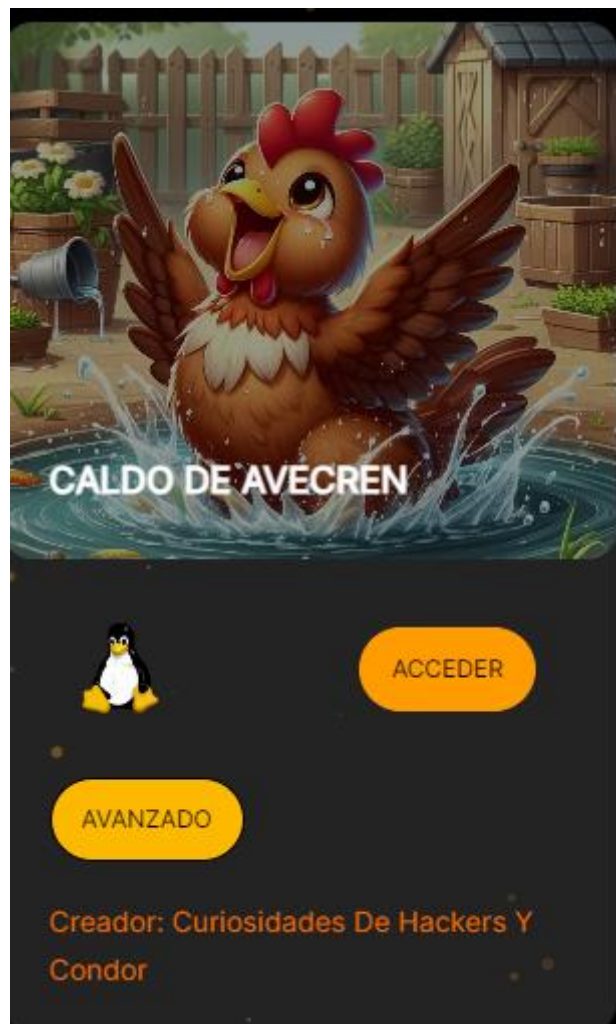 CALDO DE AVECREN
ACCEDER
AVANZADO
Creador: Curiosidades De Hackers Y
Condor